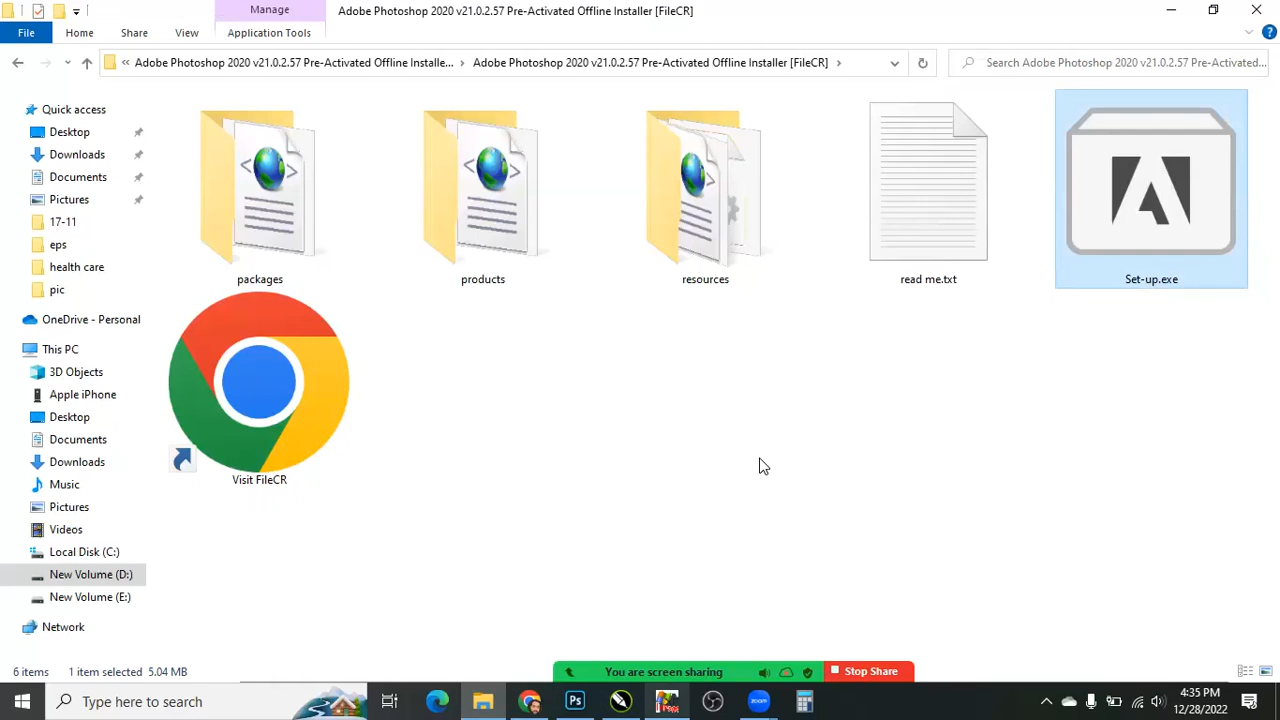 Manage
Adobe Photoshop 2020 v21.0.2.57 Pre-Activated Offline Installer [FileCR]
File
Home
Share
View
Application Tools
« Adobe Photoshop 2020 v21.0.2.57 Pre-Activated Offline Installe... > Adobe Photoshop 2020 v21.0.2.57 Pre-Activated Offline Installer [FileCR] >
Search Adobe Photoshop 2020 v21.0.2.57 Pre-Activated...
Quick access
Desktop
Downloads
Documents
Pictures
17-11
eps
health care
pic
OneDrive - Personal
This PC
3D Objects
Apple iPhone
Desktop
Documents
Downloads
Music
Pictures
Videos
Local Disk (C:)
New Volume (D:)
New Volume (E:)
Network
packages
products
resources
read me.txt
Set-up.exe
Visit FileCR
6 items
1 item selected 5.04 MB
You are screen sharing
Stop Share
Type here to search
Ps
zoom
4:35 PM
12/28/2022